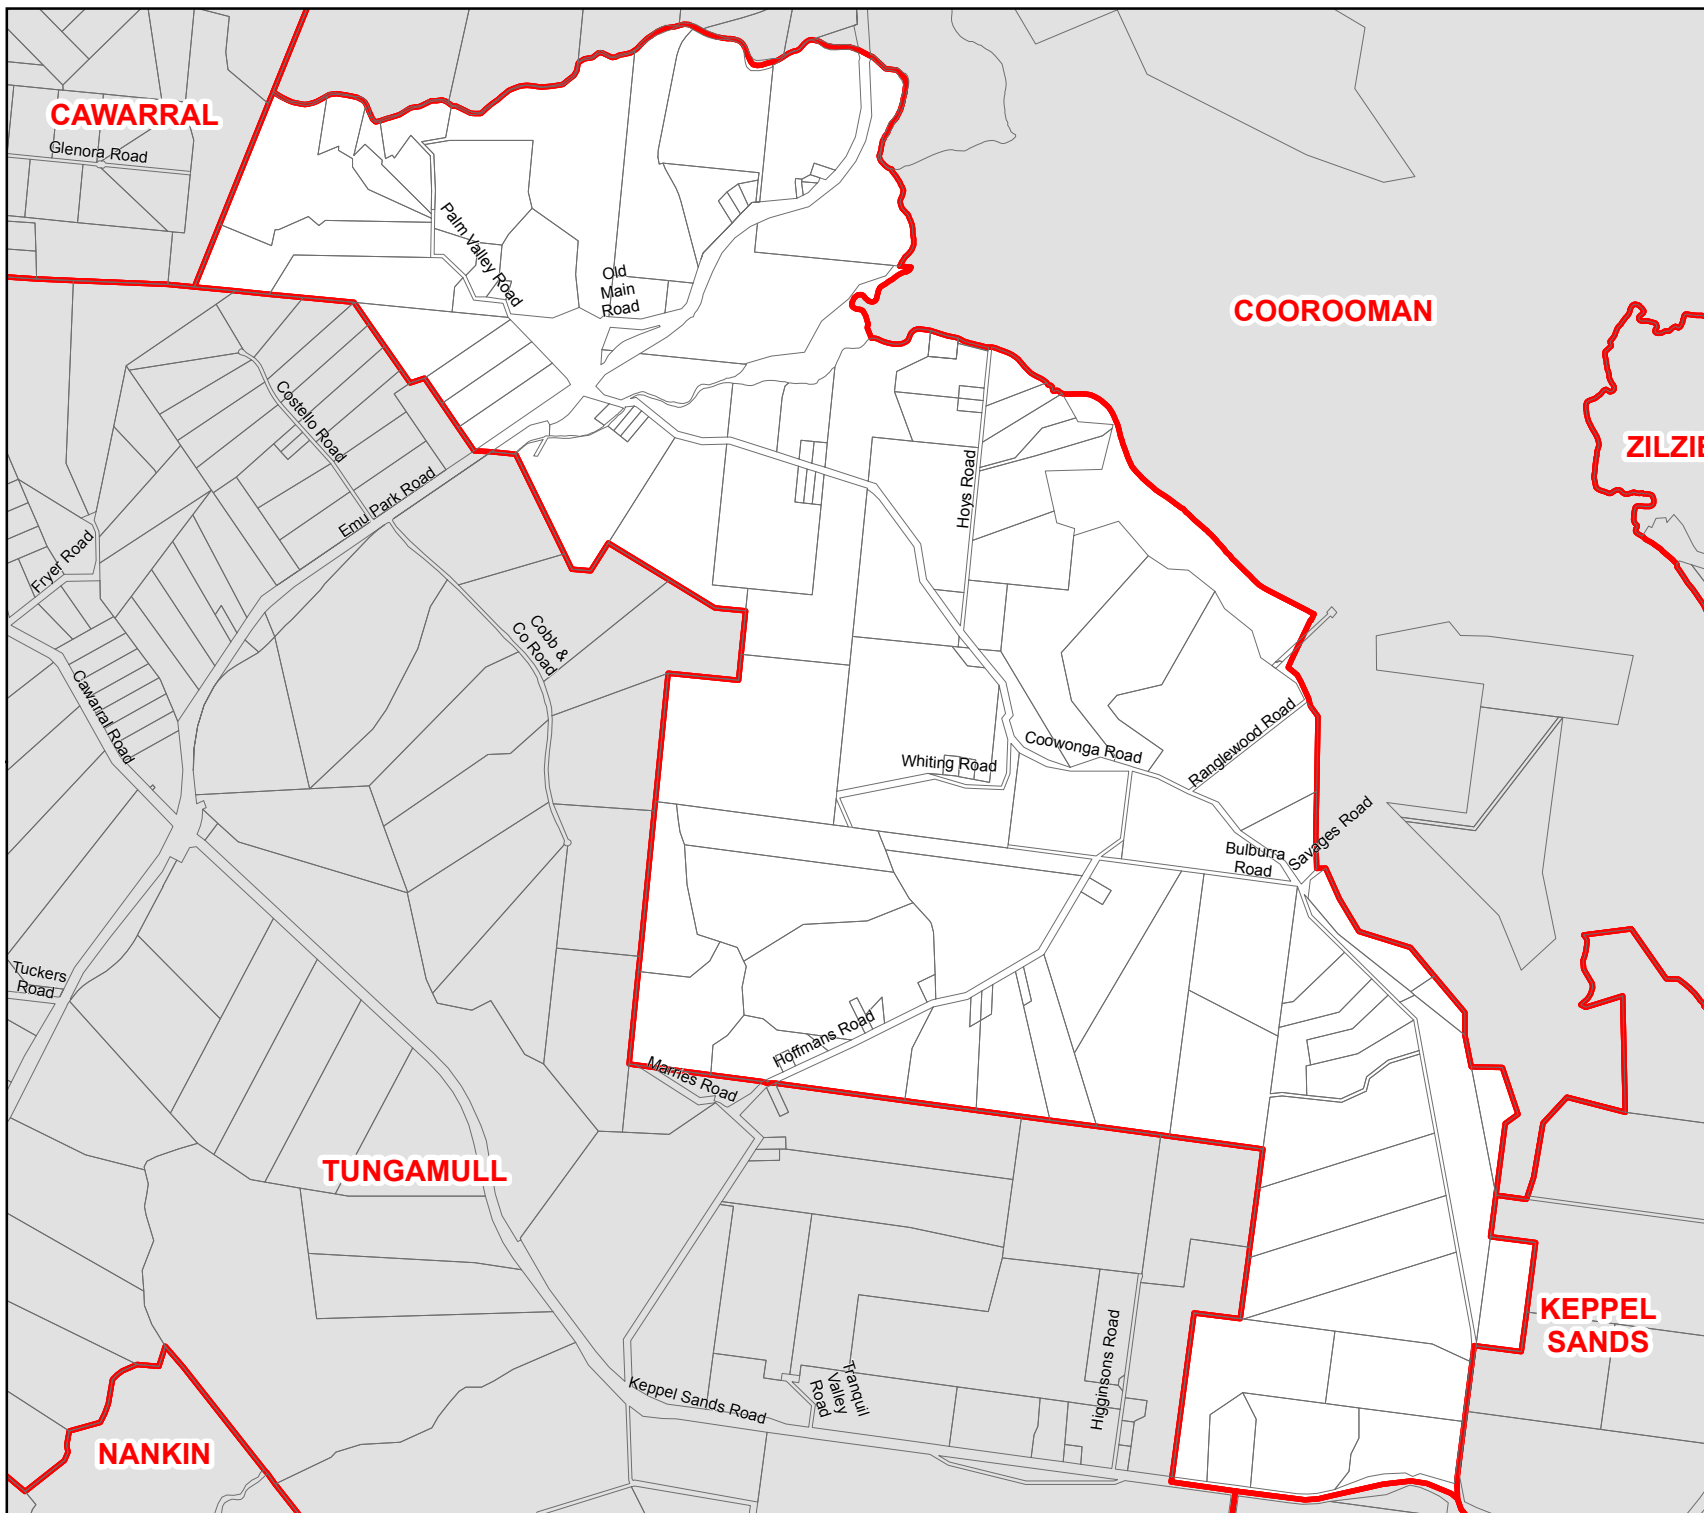 CAWARRAL
Glenora Road
Palm Valley Road
Old
Main
Road
COOROOMAN
ZILZIE
Costello Road
Emu Park Road
Hoys Road
Fryer Road
Cobb &
Co Road
Cawarral Road
Coowonga Road
Ranglewood Road
Whiting Road
Savages Road
Bulburra
Road
Tuckers
Road
Hoffmans Road
Marries Road
TUNGAMULL
KEPPEL
SANDS
Higginsons Road
Tranquil
Valley
Road
Keppel Sands Road
NANKIN